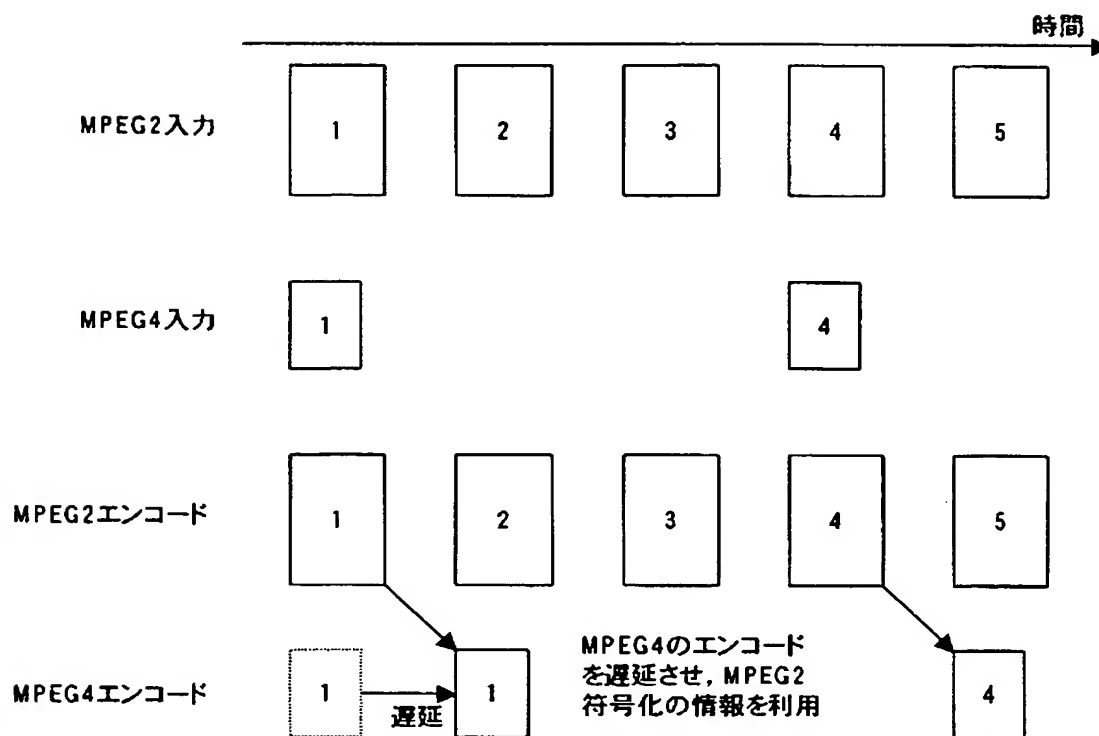 時間
MPEG2入力
1 2 3 4 5
MPEG4入力
1 4
MPEG2エンコード
1 2 3 4 5
MPEG4エンコード
1 遅延 1
MPEG4のエンコード
を遅延させ，MPEG2
符号化の情報を利用
4